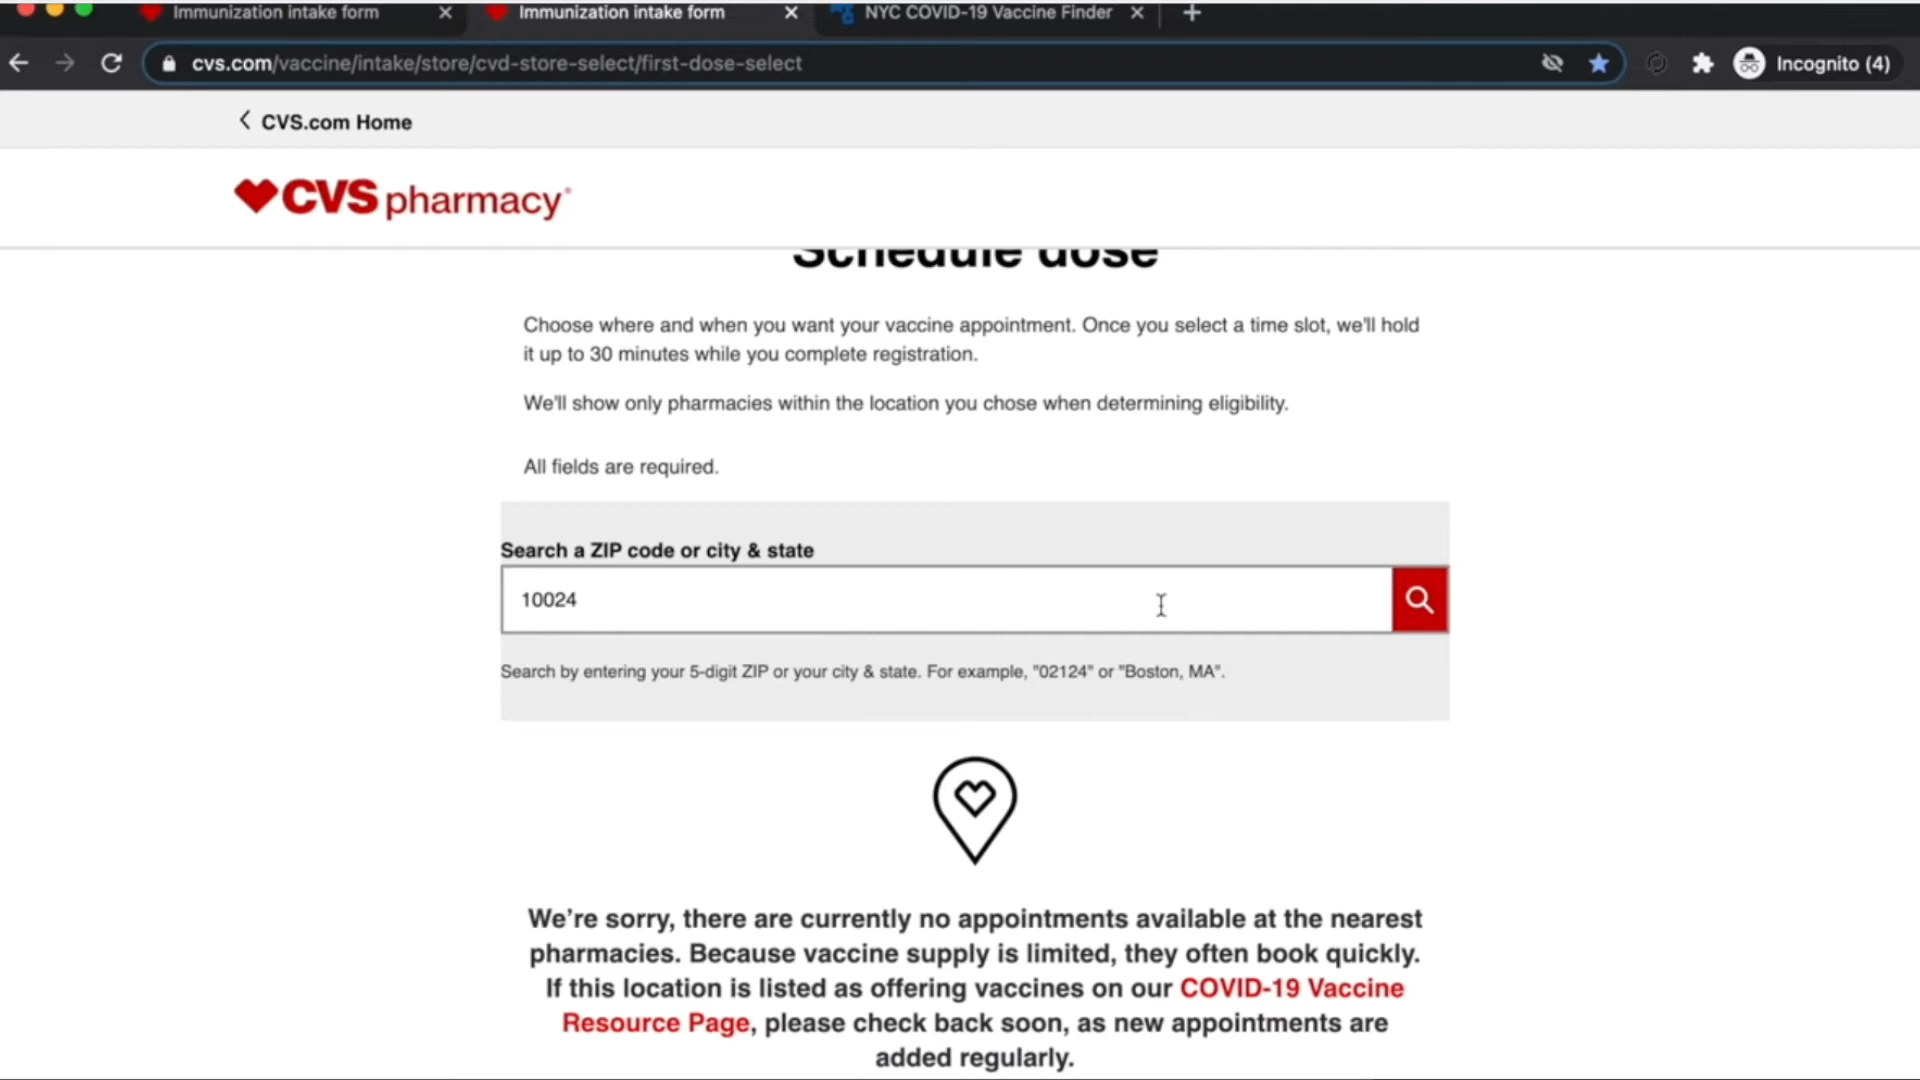 Immunization intake form
Immunization intake form
NYC COVID-19 Vaccine Finder
cvs.com/vaccine/intake/store/cvd-store-select/first-dose-select
Incognito (4)
CVS.com Home
CVS pharmacy
Schedule dose
Choose where and when you want your vaccine appointment. Once you select a time slot, we'll hold
it up to 30 minutes while you complete registration.
We'll show only pharmacies within the location you chose when determining eligibility.
All fields are required.
Search a ZIP code or city & state
10024
Search by entering your 5-digit ZIP or your city & state. For example, "02124" or "Boston, MA".
We’re sorry, there are currently no appointments available at the nearest
pharmacies. Because vaccine supply is limited, they often book quickly.
If this location is listed as offering vaccines on our COVID-19 Vaccine
Resource Page, please check back soon, as new appointments are
added regularly.